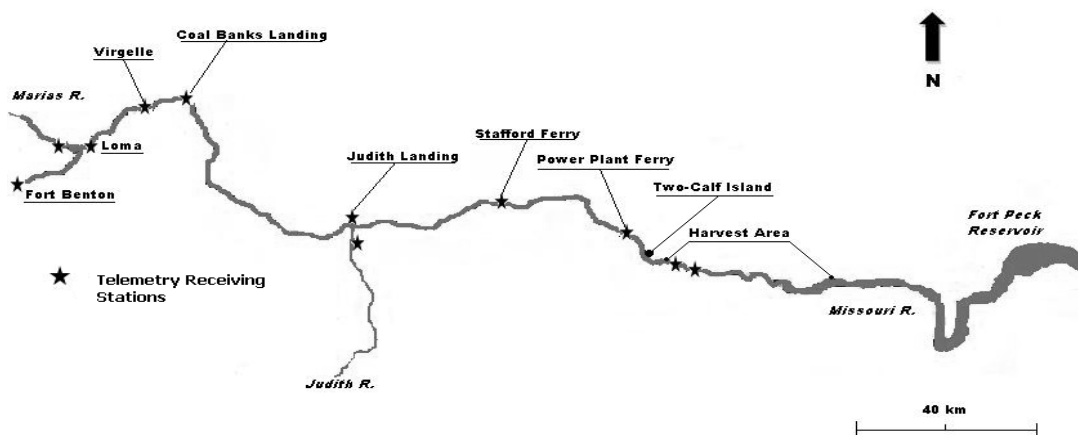 Coal Banks Landing
Virgelle
N
Marias R.
Loma
Stafford Ferry
Judith Landing
Power Plant Ferry
Two-Calf Island
Fort Benton
Fort Peck
Reservoir
Harvest Area
Telemetry Receiving
Stations
Missouri R.
Judith R.
40 km